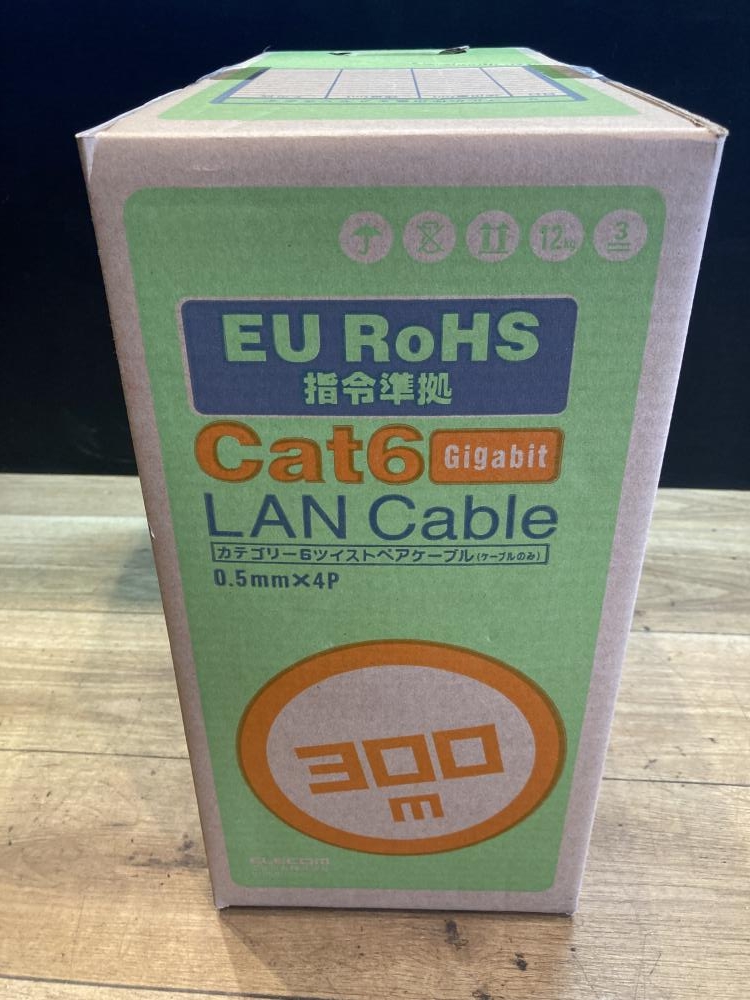 12kg
3
EU RoHS
指令準拠
Cat6 Gigabit
LAN Cable
カテゴリー6ツイストペアケーブル(ケーブルのみ)
0.5mm×4P
300
m
ELECOM